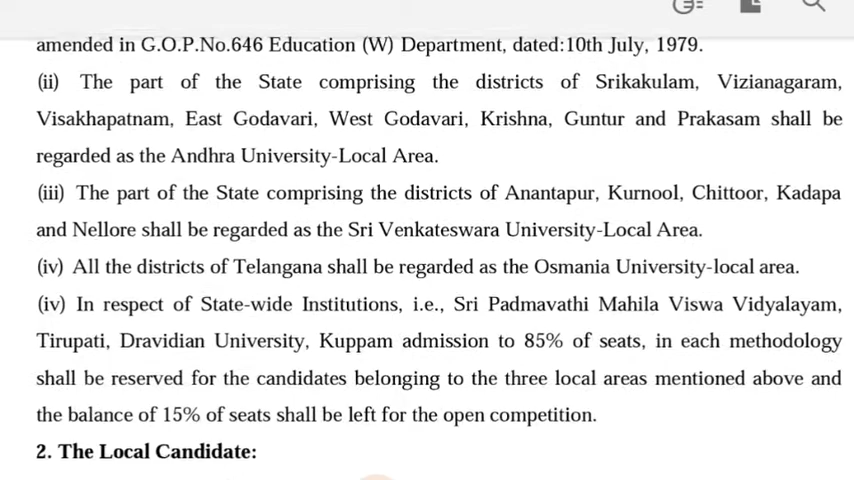 amended in G.O.P.No.646 Education (W) Department, dated:10th July, 1979.
(ii) The part of the State comprising the districts of Srikakulam, Vizianagaram,
Visakhapatnam, East Godavari, West Godavari, Krishna, Guntur and Prakasam shall be
regarded as the Andhra University-Local Area.
(iii) The part of the State comprising the districts of Anantapur, Kurnool, Chittoor, Kadapa
and Nellore shall be regarded as the Sri Venkateswara University-Local Area.
(iv) All the districts of Telangana shall be regarded as the Osmania University-local area.
(iv) In respect of State-wide Institutions, i.e., Sri Padmavathi Mahila Viswa Vidyalayam,
Tirupati, Dravidian University, Kuppam admission to 85% of seats, in each methodology
shall be reserved for the candidates belonging to the three local areas mentioned above and
the balance of 15% of seats shall be left for the open competition.
2. The Local Candidate: